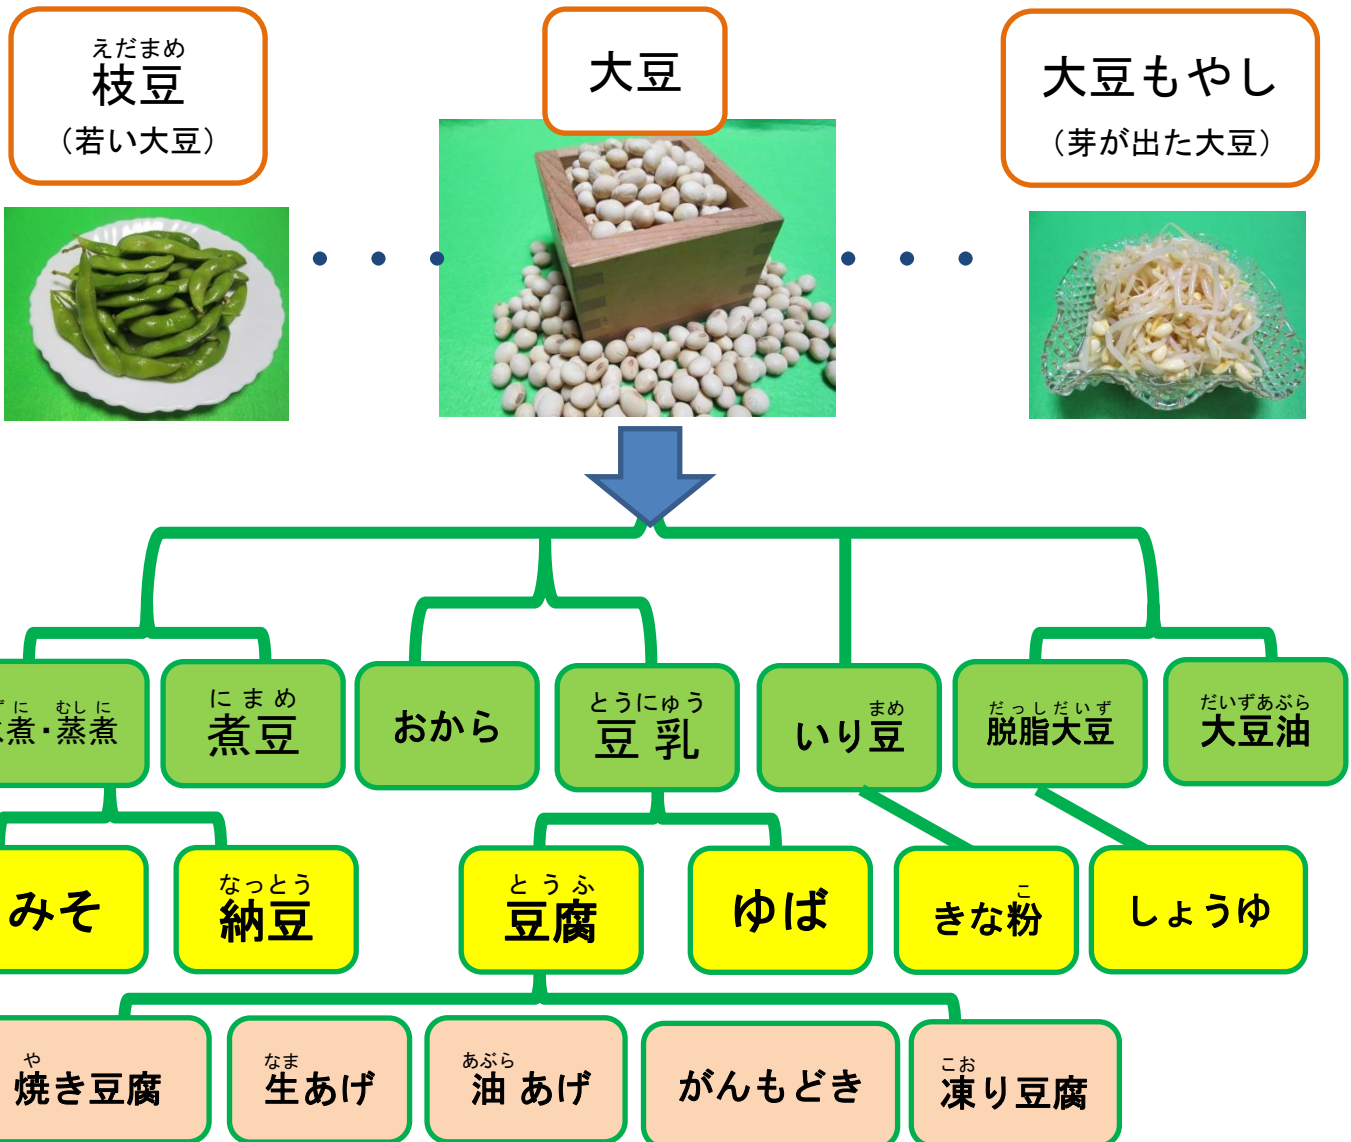 えだまめ
枝豆
（若い大豆）
大豆
大豆もやし
（芽が出た大豆）
に むし に
煮・蒸煮
にまめ
煮豆
おから
とうにゅう
豆乳
まめ
いり豆
だっしだいず
脱脂大豆
だいずあぶら
大豆油
みそ
なっとう
納豆
とうふ
豆腐
ゆば
こ
きな粉
しょうゆ
や
焼き豆腐
なま
生あげ
あぶら
油あげ
がんもどき
こお
凍り豆腐